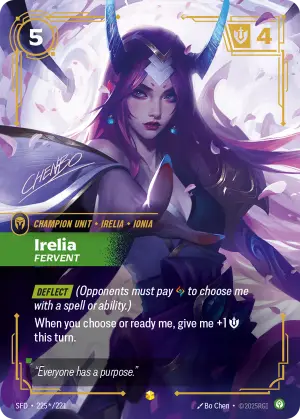 5
4
CHENBO
CHAMPION UNIT • IRELIA • IONIA
Irelia
FERVENT
DEFLECT (Opponents must pay to choose me
with a spell or ability.)
When you choose or ready me, give me +1
this turn.
"Everyone has a purpose."
SFD • 225*/221
Bo Chen • ©2025RGI